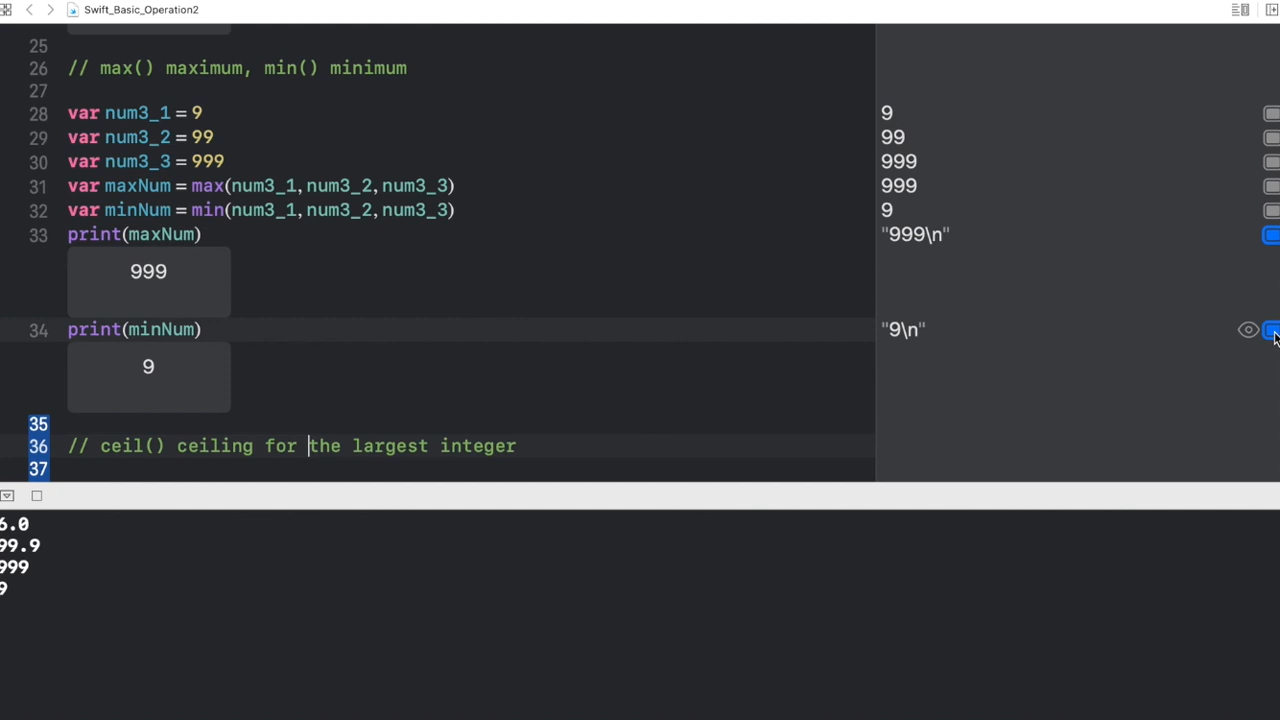 Swift_Basic_Operation2
25
26 // max() maximum, min() minimum
27
28 var num3_1 = 9 9
29 var num3_2 = 99 99
30 var num3_3 = 999 999
31 var maxNum = max(num3_1, num3_2, num3_3) 999
32 var minNum = min(num3_1, num3_2, num3_3) 9
33 print(maxNum) "999\n"
999
34 print(minNum) "9\n"
9
35
36 // ceil() ceiling for the largest integer
37
6.0
99.9
999
9